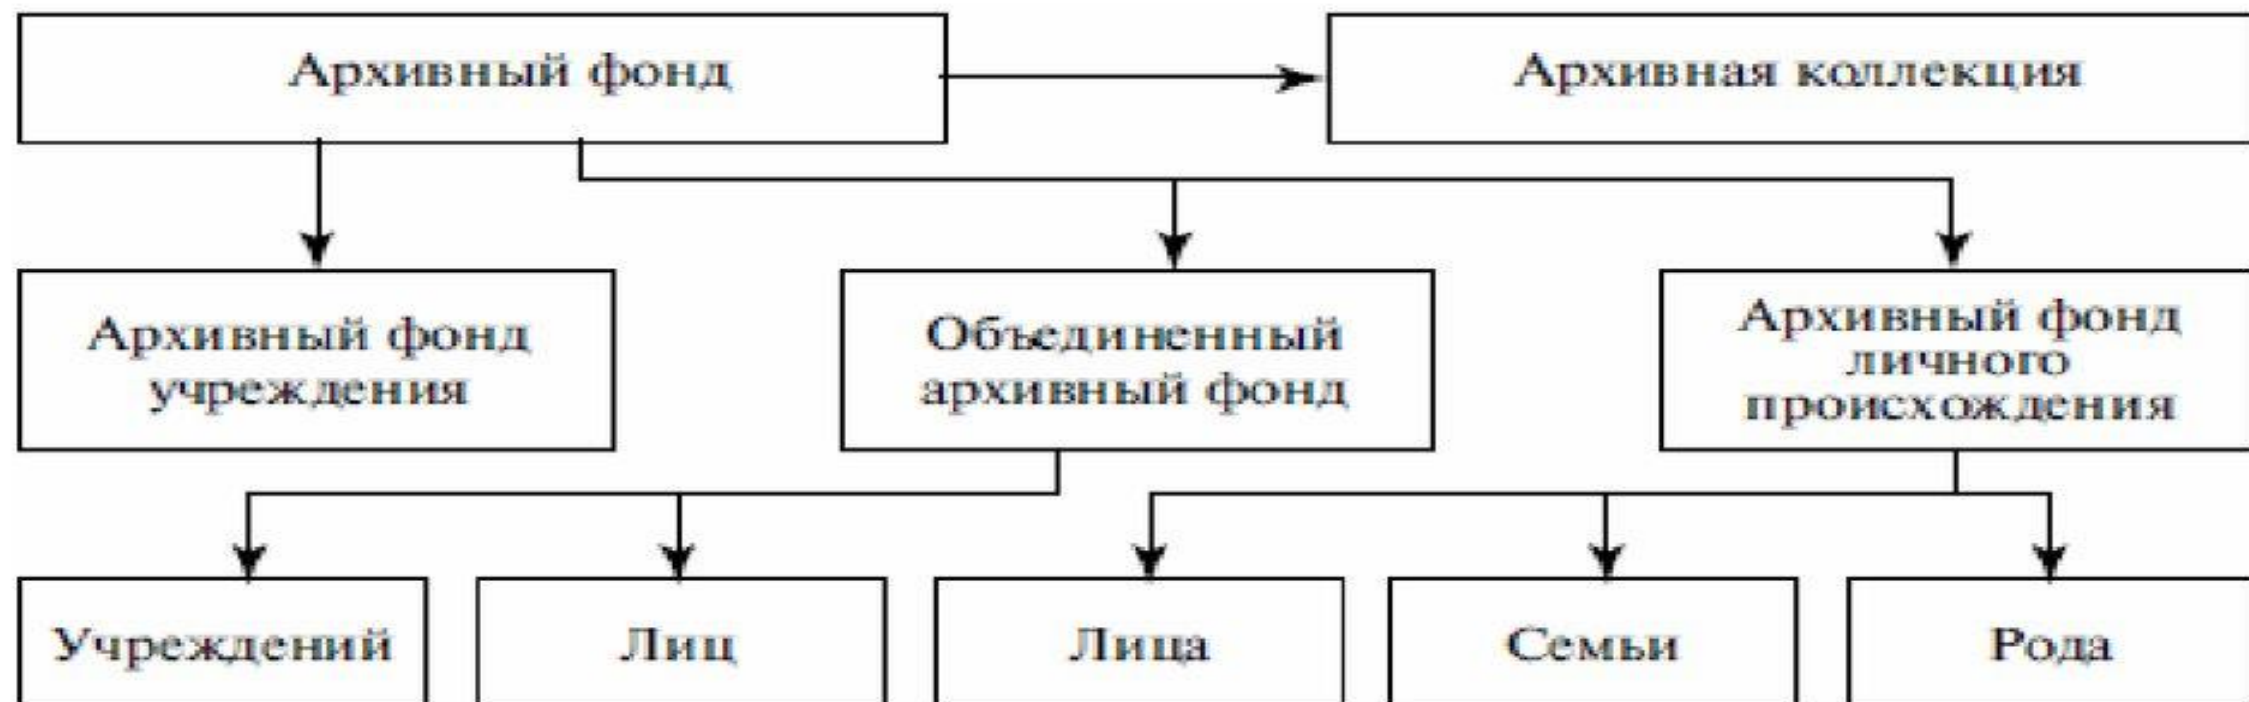 Архивный фонд
Архивная коллекция
Архивный фонд
учреждения
Объединенный
архивный фонд
Архивный фонд
личного
происхождения
Учреждений
Лиц
Лица
Семьи
Рода